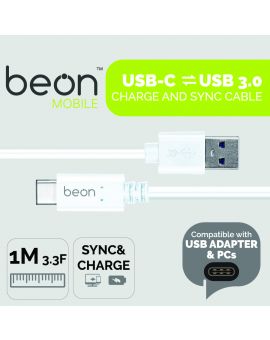 beon™
MOBILE
USB-C ⇌ USB 3.0
CHARGE AND SYNC CABLE
beon
1M 3.3F
SYNC&
CHARGE
Compatible with
USB ADAPTER
& PCs